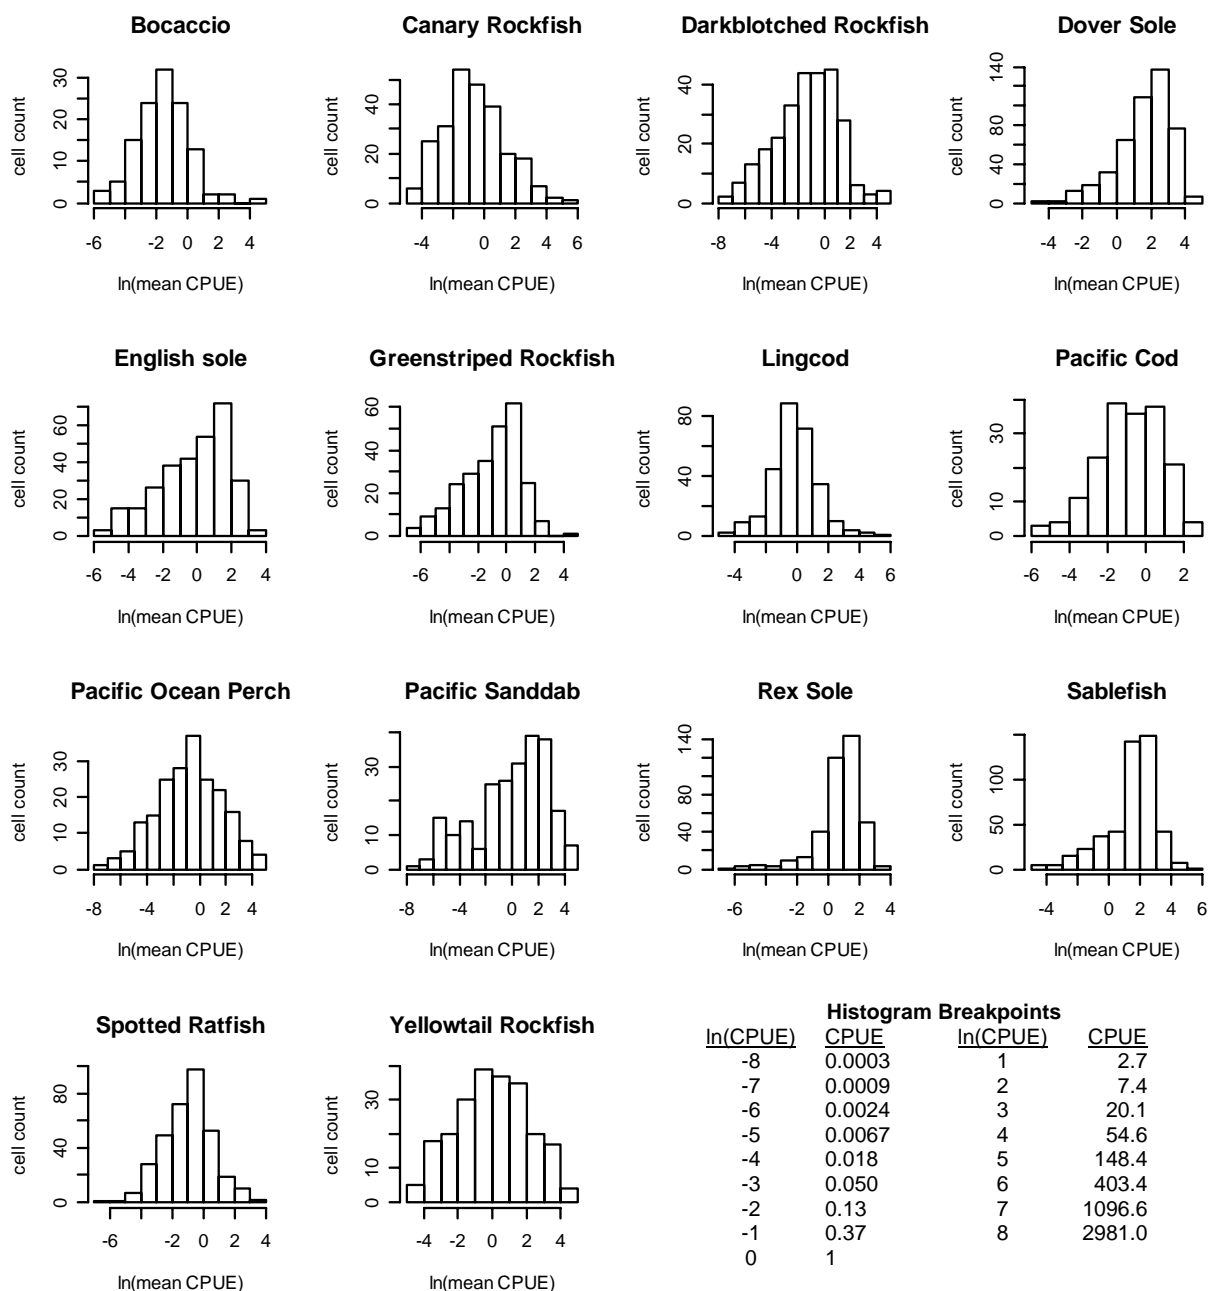 Bocaccio
cell count
0 10 20 30
-6 -2 0 2 4
ln(mean CPUE)
Canary Rockfish
cell count
0 20 40
-4 0 2 4 6
ln(mean CPUE)
Darkblotched Rockfish
cell count
0 20 40
-8 -4 0 2 4
ln(mean CPUE)
Dover Sole
cell count
0 40 80 140
-4 -2 0 2 4
ln(mean CPUE)
English sole
cell count
0 20 40 60
-6 -4 -2 0 2 4
ln(mean CPUE)
Greenstriped Rockfish
cell count
0 20 40 60
-6 -2 0 2 4
ln(mean CPUE)
Lingcod
cell count
0 40 80
-4 0 2 4 6
ln(mean CPUE)
Pacific Cod
cell count
0 10 30
-6 -4 -2 0 2
ln(mean CPUE)
Pacific Ocean Perch
cell count
0 10 20 30
-8 -4 0 2 4
ln(mean CPUE)
Pacific Sanddab
cell count
0 10 30
-8 -4 0 2 4
ln(mean CPUE)
Rex Sole
cell count
0 40 80 140
-6 -2 0 2 4
ln(mean CPUE)
Sablefish
cell count
0 50 100
-4 0 2 4 6
ln(mean CPUE)
Spotted Ratfish
cell count
0 40 80
-6 -2 0 2 4
ln(mean CPUE)
Yellowtail Rockfish
cell count
0 10 30
-4 -2 0 2 4
ln(mean CPUE)
Histogram Breakpoints
ln(CPUE) CPUE ln(CPUE) CPUE
-8 0.0003 1 2.7
-7 0.0009 2 7.4
-6 0.0024 3 20.1
-5 0.0067 4 54.6
-4 0.018 5 148.4
-3 0.050 6 403.4
-2 0.13 7 1096.6
-1 0.37 8 2981.0
0 1